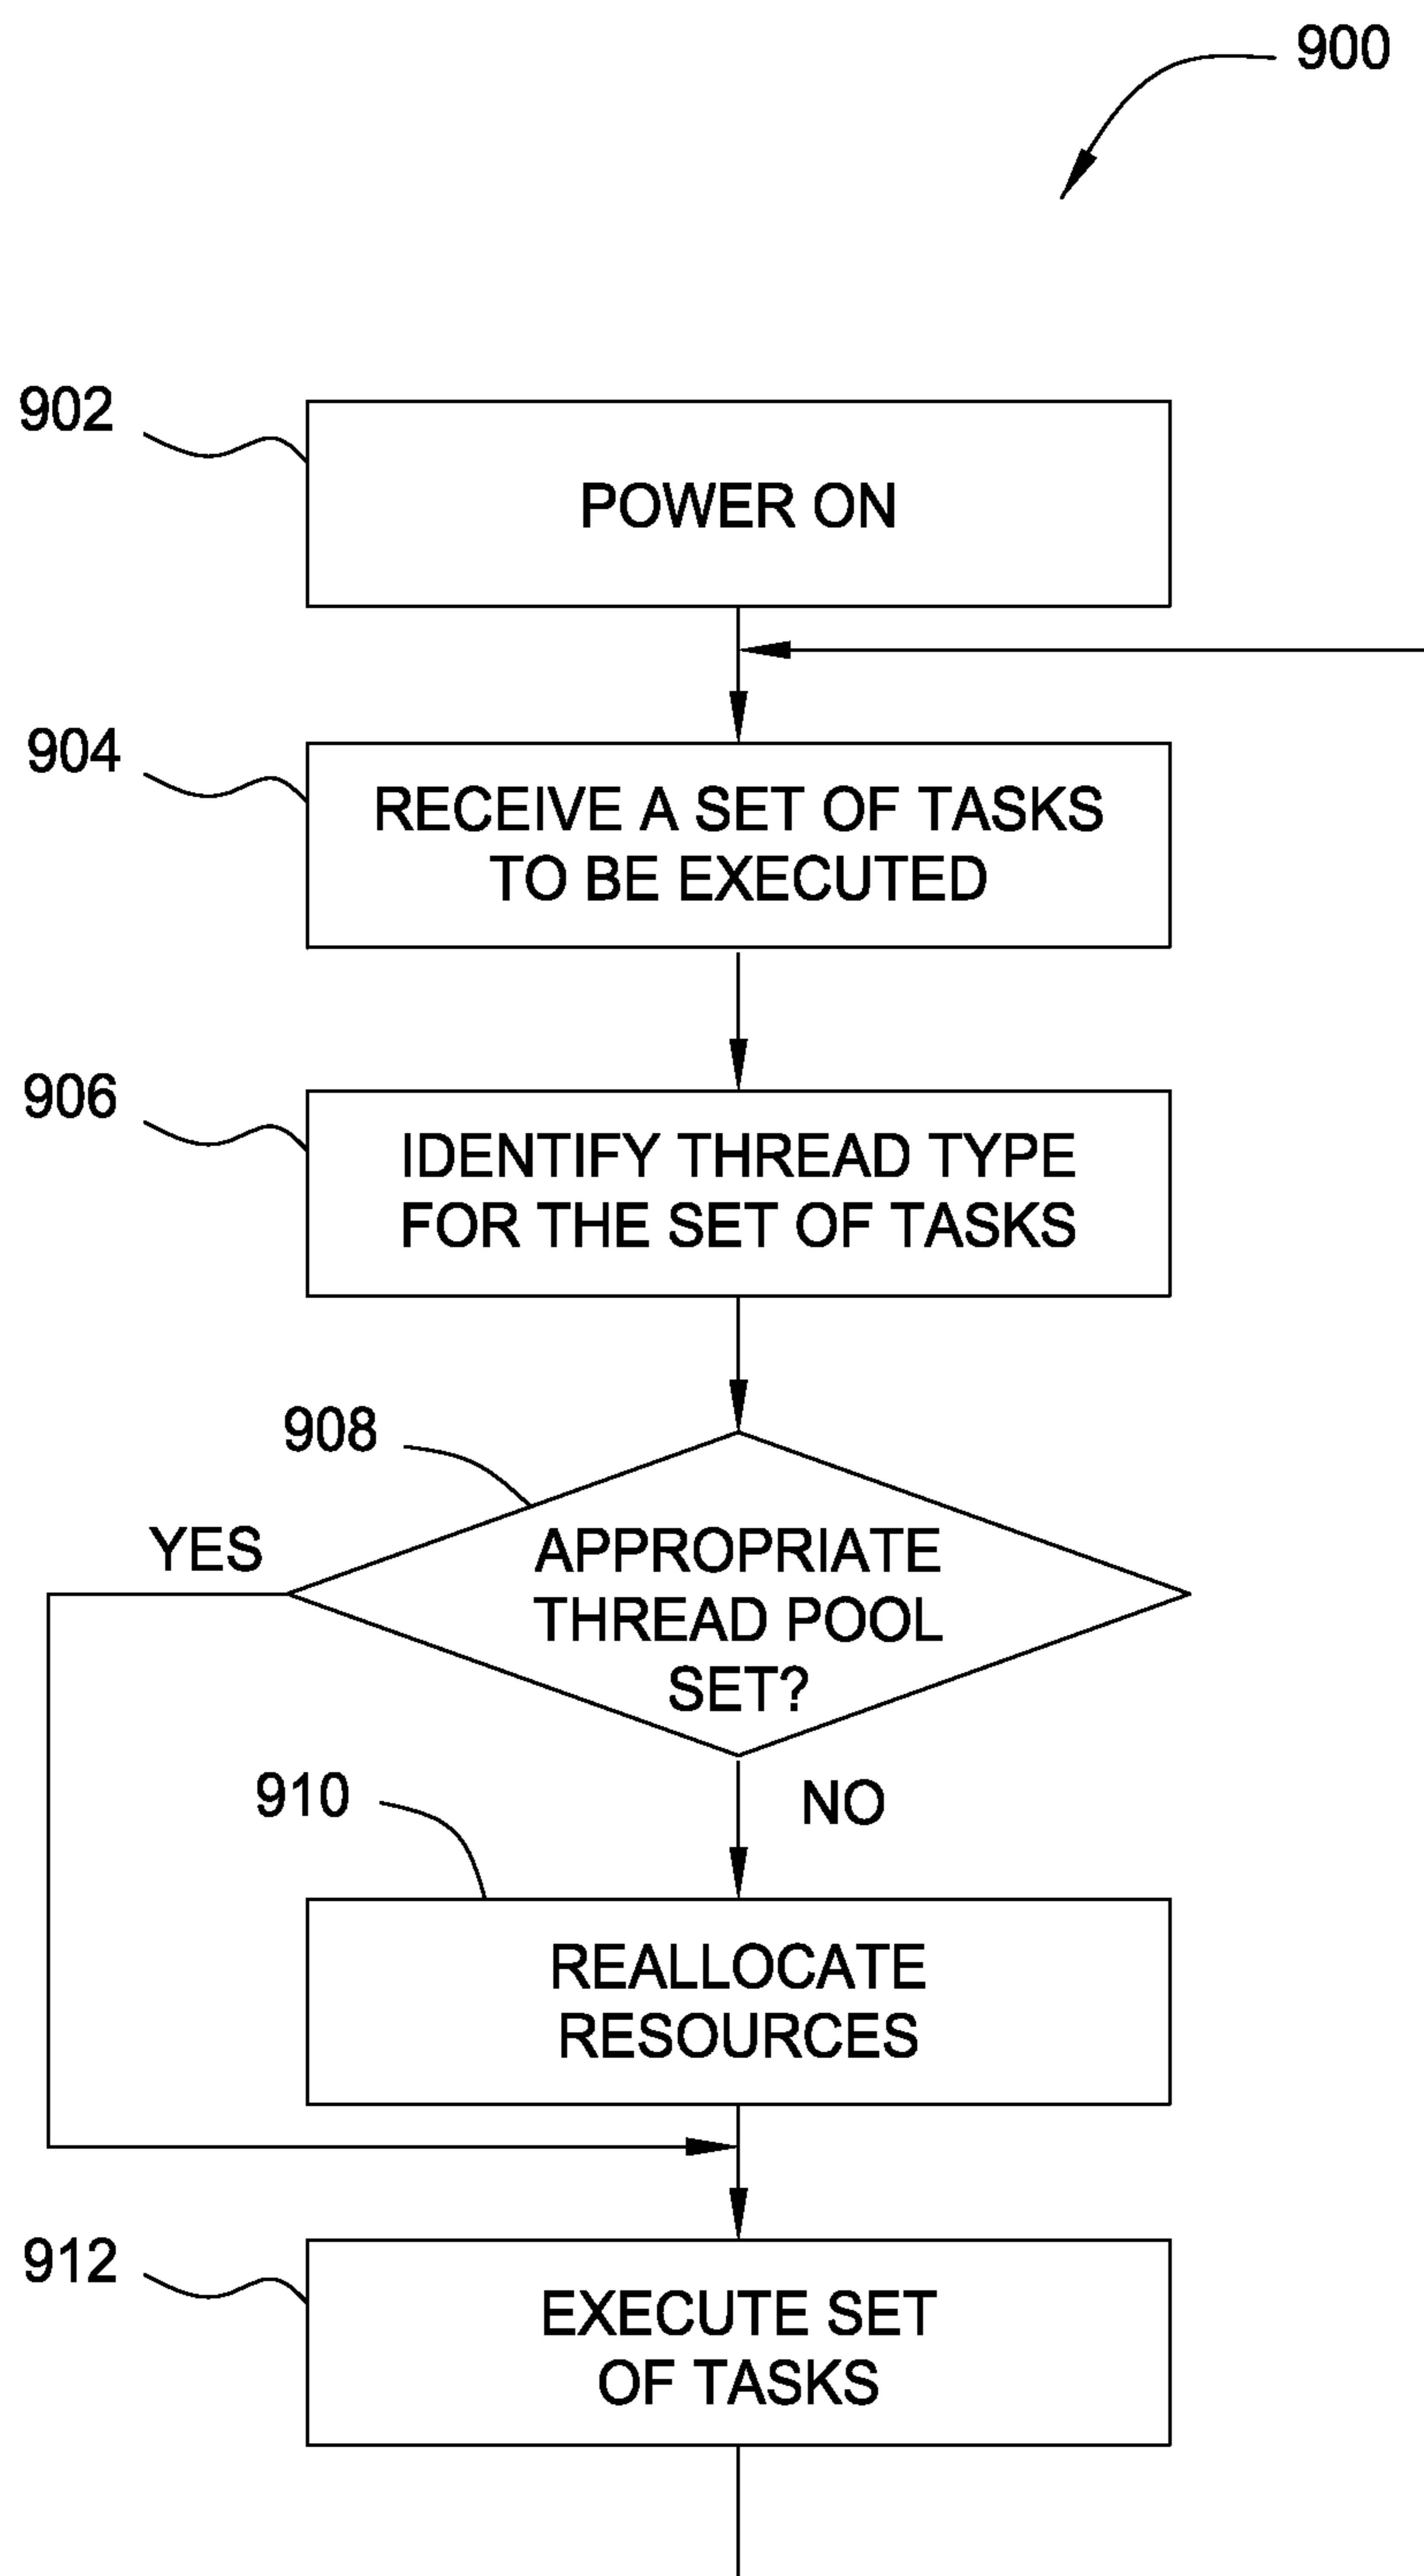 900
902
POWER ON
904
RECEIVE A SET OF TASKS
TO BE EXECUTED
906
IDENTIFY THREAD TYPE
FOR THE SET OF TASKS
908
YES
APPROPRIATE
THREAD POOL
SET?
910
NO
REALLOCATE
RESOURCES
912
EXECUTE SET
OF TASKS